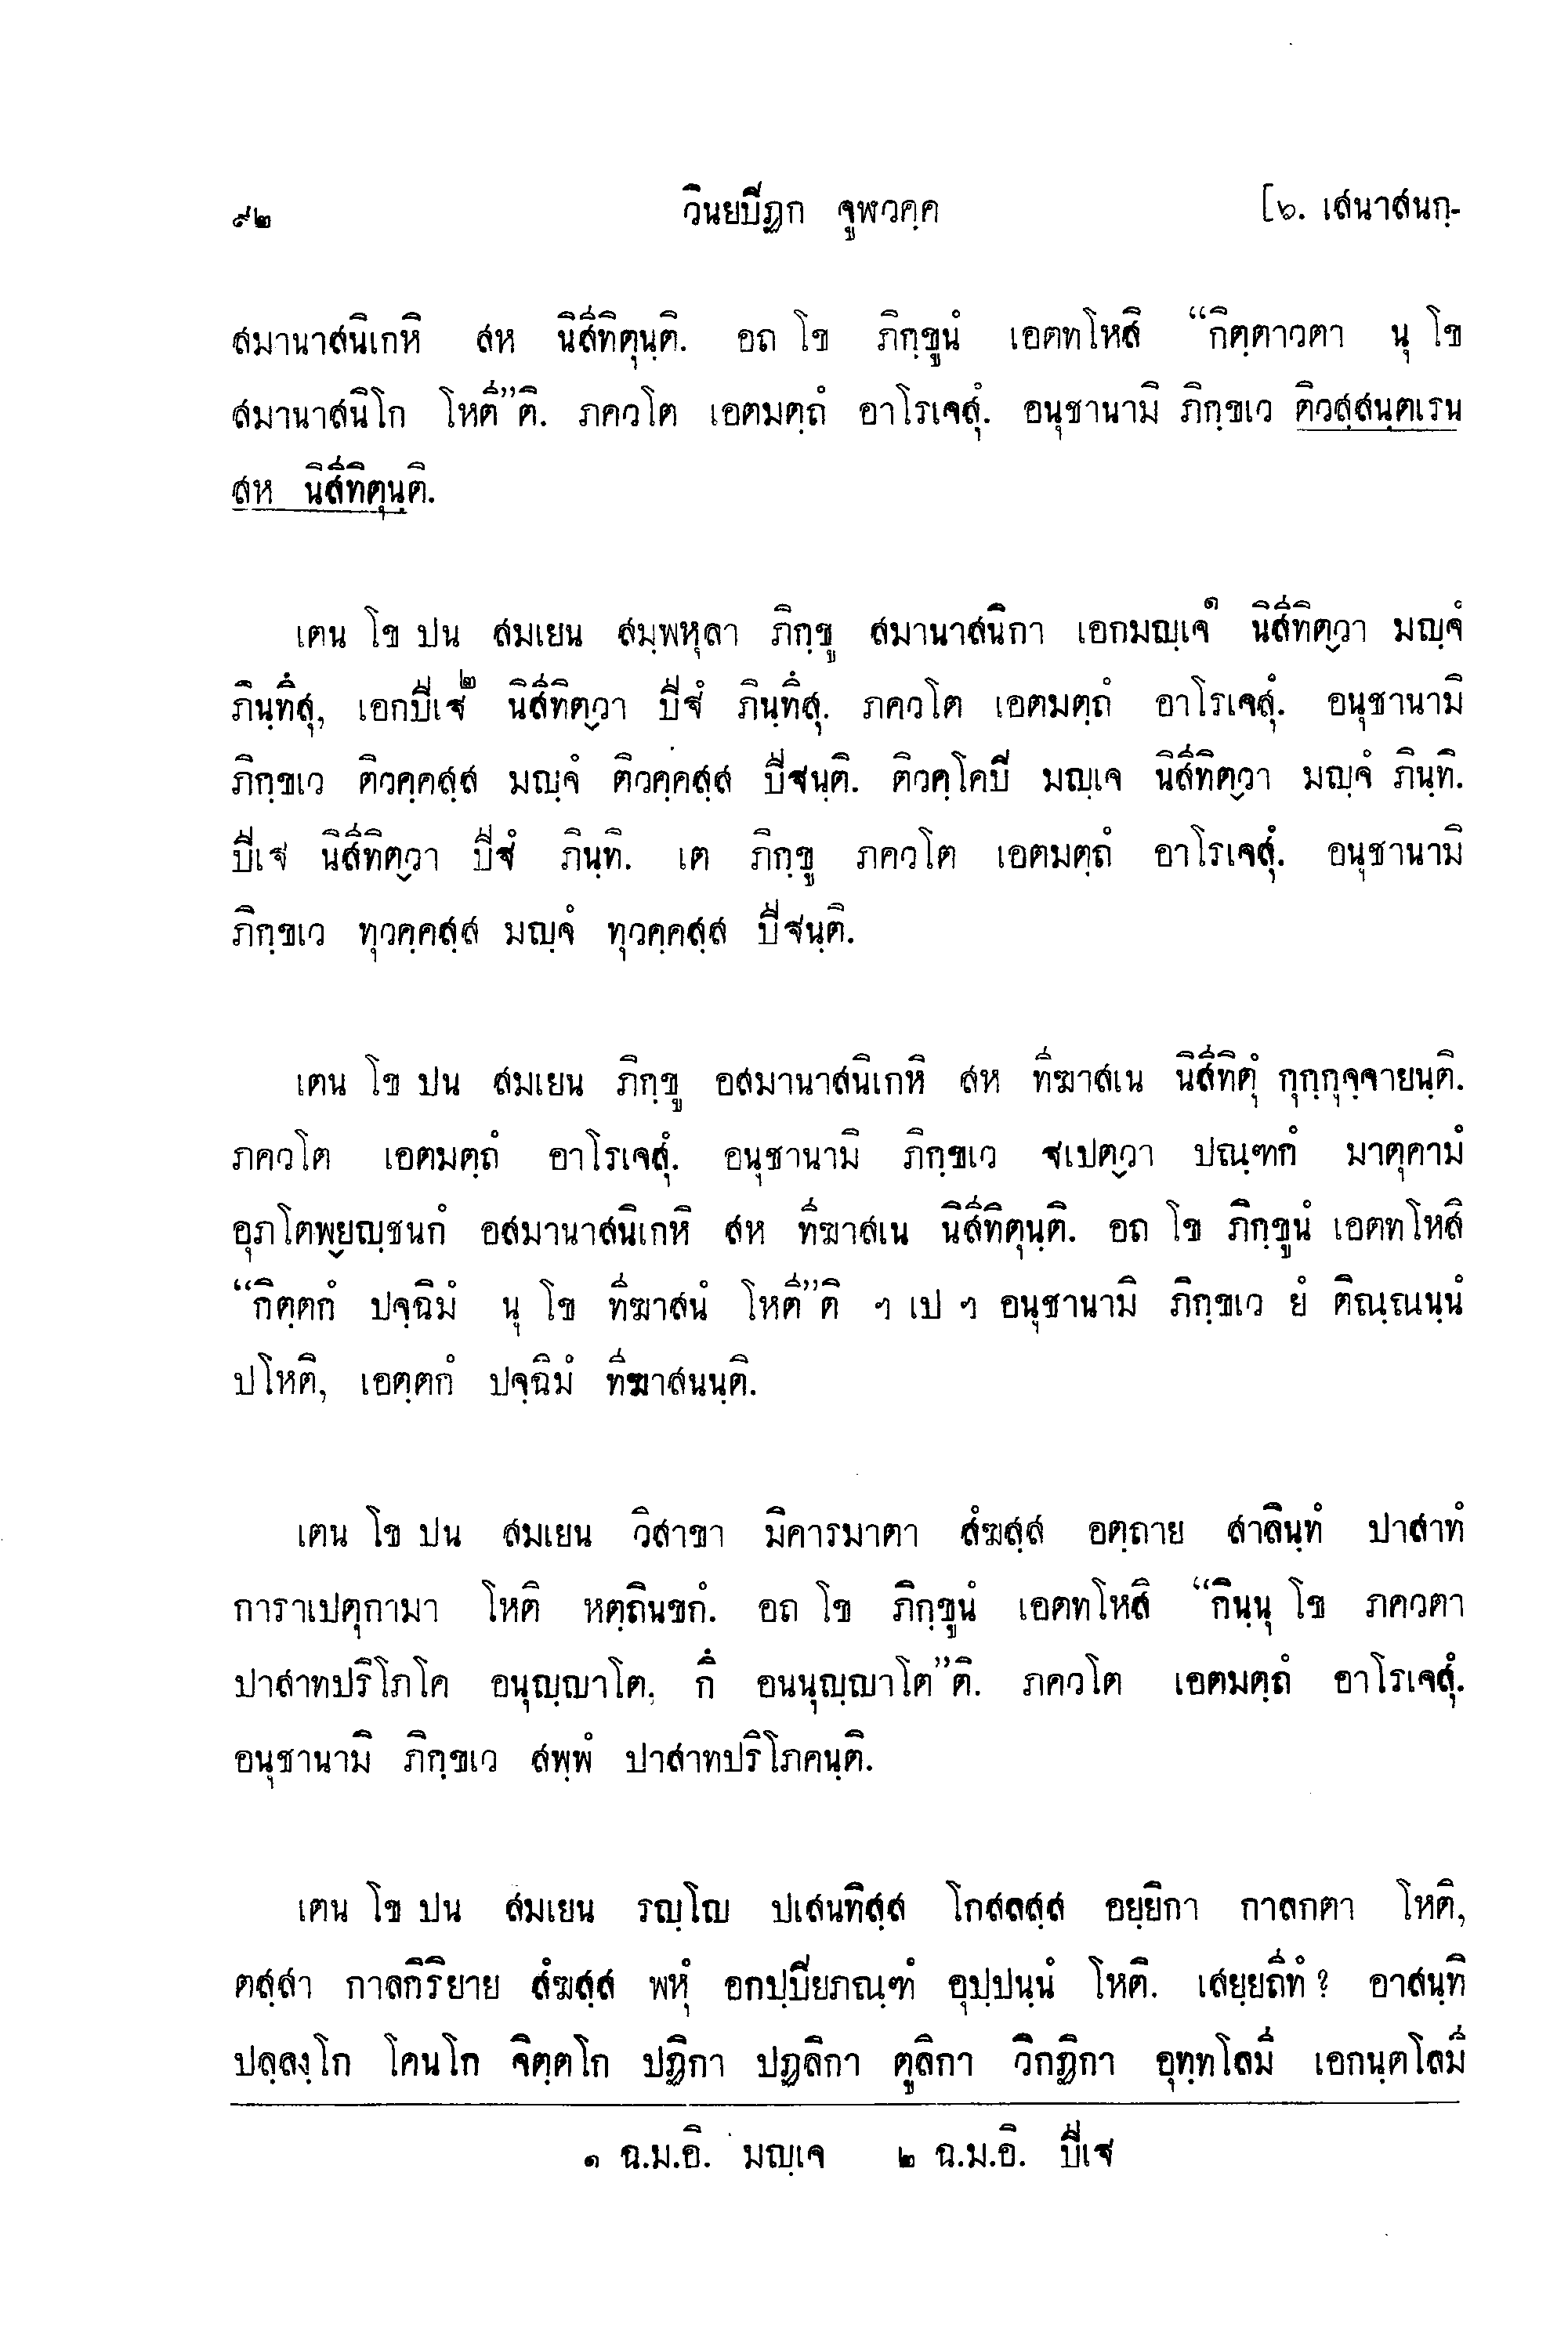 ๙๒ วินยปิฏก จูฬวคฺค [๖. เสนาสนกฺ-
สมานาสนิเกหิ สห นิสีทิตุนฺติ. อถ โข ภิกฺขูนํ เอตทโหสิ “กิตฺตาวตา นุ โข
สมานาสนิโก โหตี”ติ. ภควโต เอตมตฺถํ อาโรเจสุํ. อนุชานามิ ภิกฺขเว ติวสฺสนฺตเรน
สห นิสีทิตุนฺติ.
เตน โข ปน สมเยน สมฺพหุลา ภิกฺขู สมานาสนิกา เอกมญฺเจ๑ นิสีทิตฺวา มญฺจํ
ภินฺทึสุ, เอกปีเฐ๒ นิสีทิตฺวา ปีฐํ ภินฺทึสุ. ภควโต เอตมตฺถํ อาโรเจสุํ. อนุชานามิ
ภิกฺขเว ติวคฺคสฺส มญฺจํ ติวคฺคสฺส ปีฐนฺติ. ติวคฺโคปิ มญฺเจ นิสีทิตฺวา มญฺจํ ภินฺทิ.
ปีเฐ นิสีทิตฺวา ปีฐํ ภินฺทิ. เต ภิกฺขู ภควโต เอตมตฺถํ อาโรเจสุํ. อนุชานามิ
ภิกฺขเว ทุวคฺคสฺส มญฺจํ ทุวคฺคสฺส ปีฐนฺติ.
เตน โข ปน สมเยน ภิกฺขู อสมานาสนิเกหิ สห ทีฆาสเน นิสีทิตุํ กุกฺกุจฺจายนฺติ.
ภควโต เอตมตฺถํ อาโรเจสุํ. อนุชานามิ ภิกฺขเว ฐเปตฺวา ปณฺฑกํ มาตุคามํ
อุภโตพฺยญฺชนกํ อสมานาสนิเกหิ สห ทีฆาสเน นิสีทิตุนฺติ. อถ โข ภิกฺขูนํ เอตทโหสิ
“กิตฺตกํ ปจฺฉิมํ นุ โข ทีฆาสนํ โหตี”ติ ฯ เป ฯ อนุชานามิ ภิกฺขเว ยํ ติณฺณนฺนํ
ปโหติ, เอตฺตกํ ปจฺฉิมํ ทีฆาสนนฺติ.
เตน โข ปน สมเยน วิสาขา มิคารมาตา สํฆสฺส อตฺถาย สาลินฺทํ ปาสาทํ
การาเปตุกามา โหติ หตฺถินขกํ. อถ โข ภิกฺขูนํ เอตทโหสิ “กินฺนุ โข ภควตา
ปาสาทปริโภโค อนุญฺญาโต, กึ อนนุญฺญาโต”ติ. ภควโต เอตมตฺถํ อาโรเจสุํ.
อนุชานามิ ภิกฺขเว สพฺพํ ปาสาทปริโภคนฺติ.
เตน โข ปน สมเยน รญฺโญ ปเสนทิสฺส โกสลสฺส อยฺยิกา กาลกตา โหติ,
ตสฺสา กาลกิริยาย สํฆสฺส พหุํ อกปฺปิยภณฺฑํ อุปฺปนฺนํ โหติ. เสยฺยถีทํ? อาสนฺทิ
ปลฺลงฺโก โคนโก จิตฺตโก ปฏิกา ปฏลิกา ตูลิกา วิกฏิกา อุทฺทโลมี เอกนฺตโลมี
๑ ฉ.ม.อิ. มญฺเจ ๒ ฉ.ม.อิ. ปีเฐ